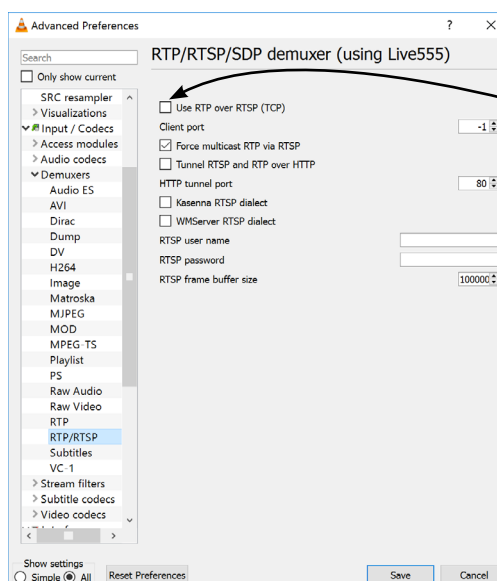 Advanced Preferences
?
X
Search
Only show current
SRC resampler
Visualizations
Input / Codecs
Access modules
Audio codecs
Demuxers
Audio ES
AVI
Dirac
Dump
DV
H264
Image
Matroska
MJPEG
MOD
MPEG-TS
Playlist
PS
Raw Audio
Raw Video
RTP
RTP/RTSP
Subtitles
VC-1
Stream filters
Subtitle codecs
Video codecs
RTP/RTSP/SDP demuxer (using Live555)
Use RTP over RTSP (TCP)
Client port -1
Force multicast RTP via RTSP
Tunnel RTSP and RTP over HTTP
HTTP tunnel port 80
Kasenna RTSP dialect
WMServer RTSP dialect
RTSP user name
RTSP password
RTSP frame buffer size 100000
Show settings
Simple All Reset Preferences Save Cancel